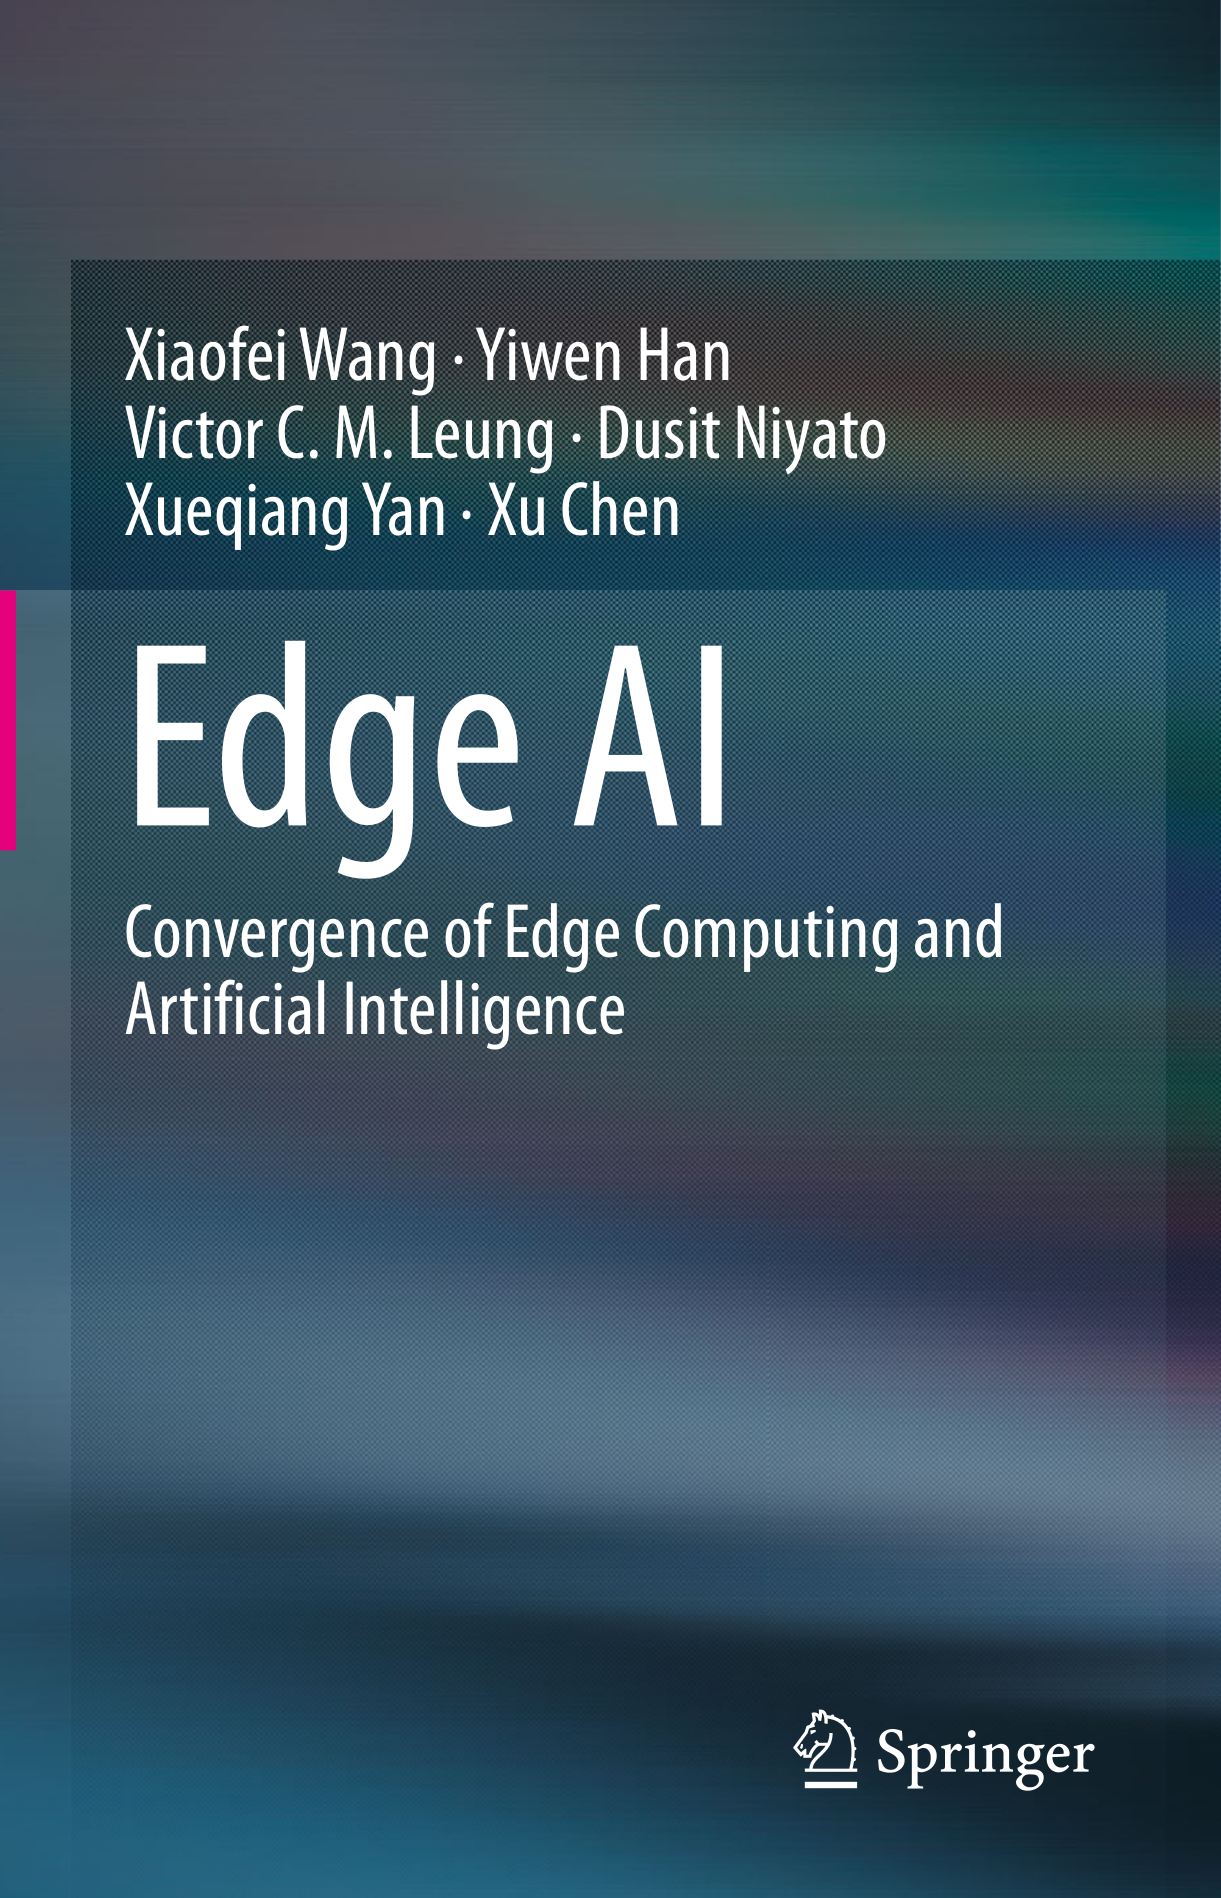 Xiaofei Wang · Yiwen Han
Victor C. M. Leung · Dusit Niyato
Xueqiang Yan · Xu Chen
Edge AI
Convergence of Edge Computing and
Artificial Intelligence
Springer